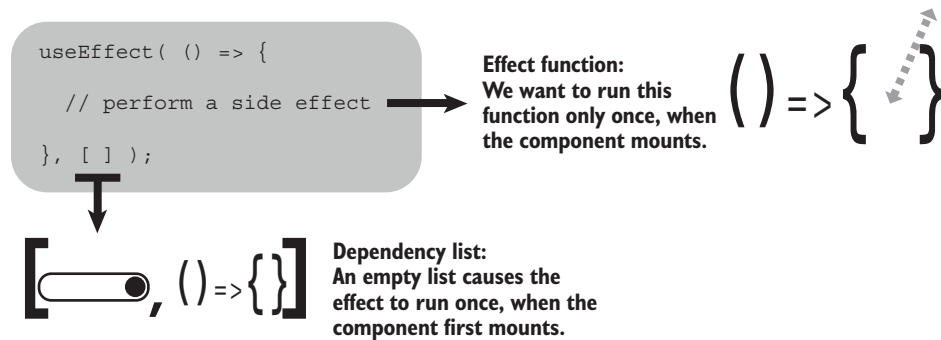 useEffect( () => {
// perform a side effect
}, [ ] );
Effect function:
We want to run this
function only once, when
the component mounts.
() => { }
[ , () => { } ]
Dependency list:
An empty list causes the
effect to run once, when the
component first mounts.